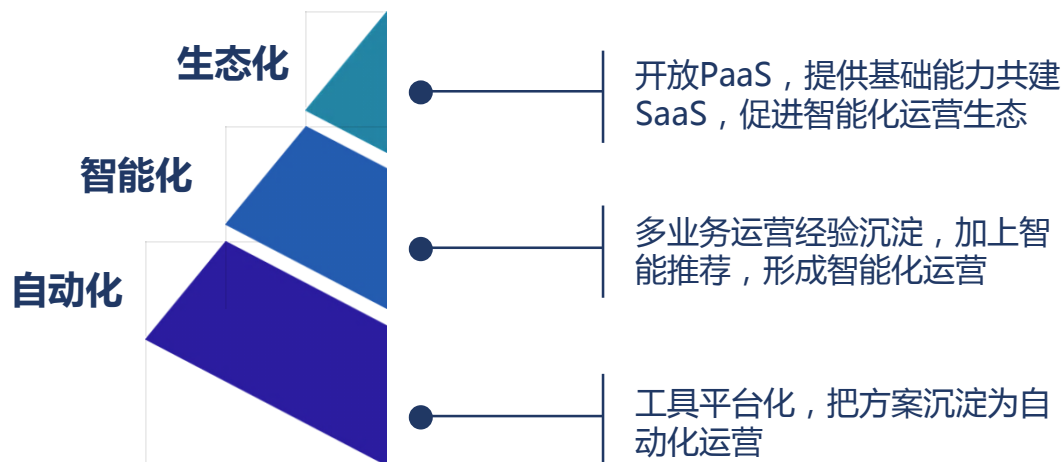 生态化
开放PaaS，提供基础能力共建
SaaS，促进智能化运营生态
智能化
多业务运营经验沉淀，加上智
能推荐，形成智能化运营
自动化
工具平台化，把方案沉淀为自
动化运营